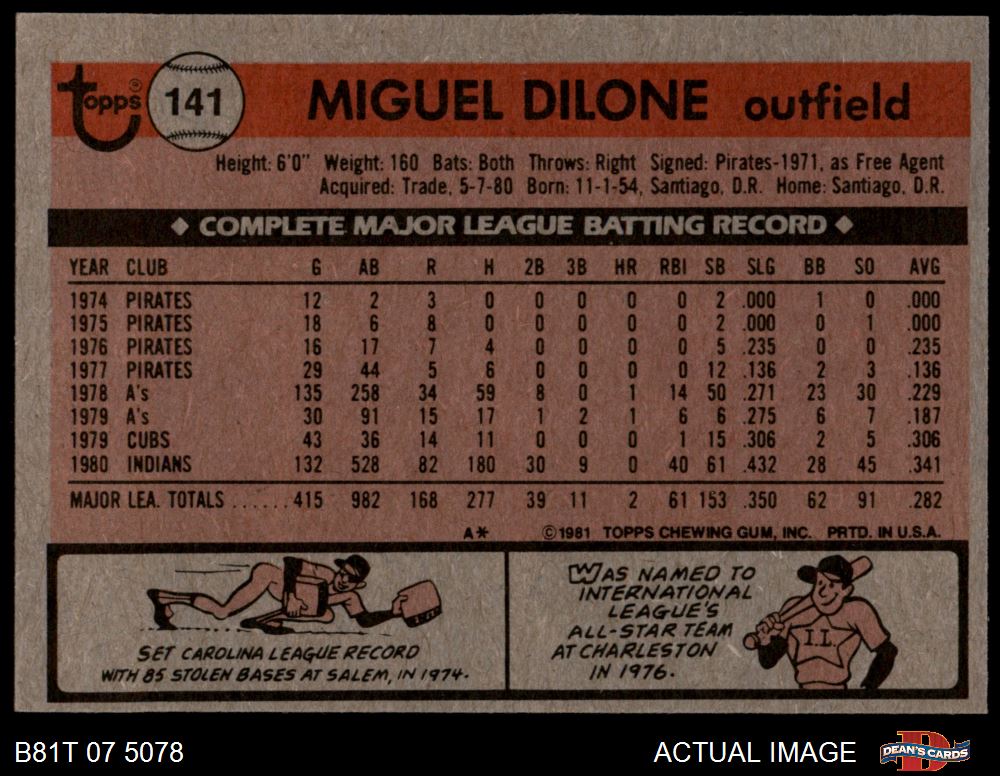 Topps ® 141 MIGUEL DILONE outfield
Height: 6'0" Weight: 160 Bats: Both Throws: Right Signed: Pirates-1971, as Free Agent
Acquired: Trade, 5-7-80 Born: 11-1-54, Santiago, D.R. Home: Santiago, D.R.
◆ COMPLETE MAJOR LEAGUE BATTING RECORD ◆
YEAR CLUB G AB R H 2B 3B HR RBI SB SLG BB SO AVG
1974 PIRATES 12 2 3 0 0 0 0 0 2 .000 1 0 .000
1975 PIRATES 18 6 8 0 0 0 0 0 2 .000 0 1 .000
1976 PIRATES 16 17 7 4 0 0 0 0 5 .235 0 0 .235
1977 PIRATES 29 44 5 6 0 0 0 0 12 .136 2 3 .136
1978 A's 135 258 34 59 8 0 1 14 50 .271 23 30 .229
1979 A's 30 91 15 17 1 2 1 6 6 .275 6 7 .187
1979 CUBS 43 36 14 11 0 0 0 1 15 .306 2 5 .306
1980 INDIANS 132 528 82 180 30 9 0 40 61 .432 28 45 .341
MAJOR LEA. TOTALS ...... 415 982 168 277 39 11 2 61 153 .350 62 91 .282
A* ©1981 TOPPS CHEWING GUM, INC. PRTD. IN U.S.A.
SET CAROLINA LEAGUE RECORD
WITH 85 STOLEN BASES AT SALEM, IN 1974.
WAS NAMED TO
INTERNATIONAL
LEAGUE'S
ALL-STAR TEAM
AT CHARLESTON
IN 1976.
I.L.
B81T 07 5078 ACTUAL IMAGE DEAN'S CARDS